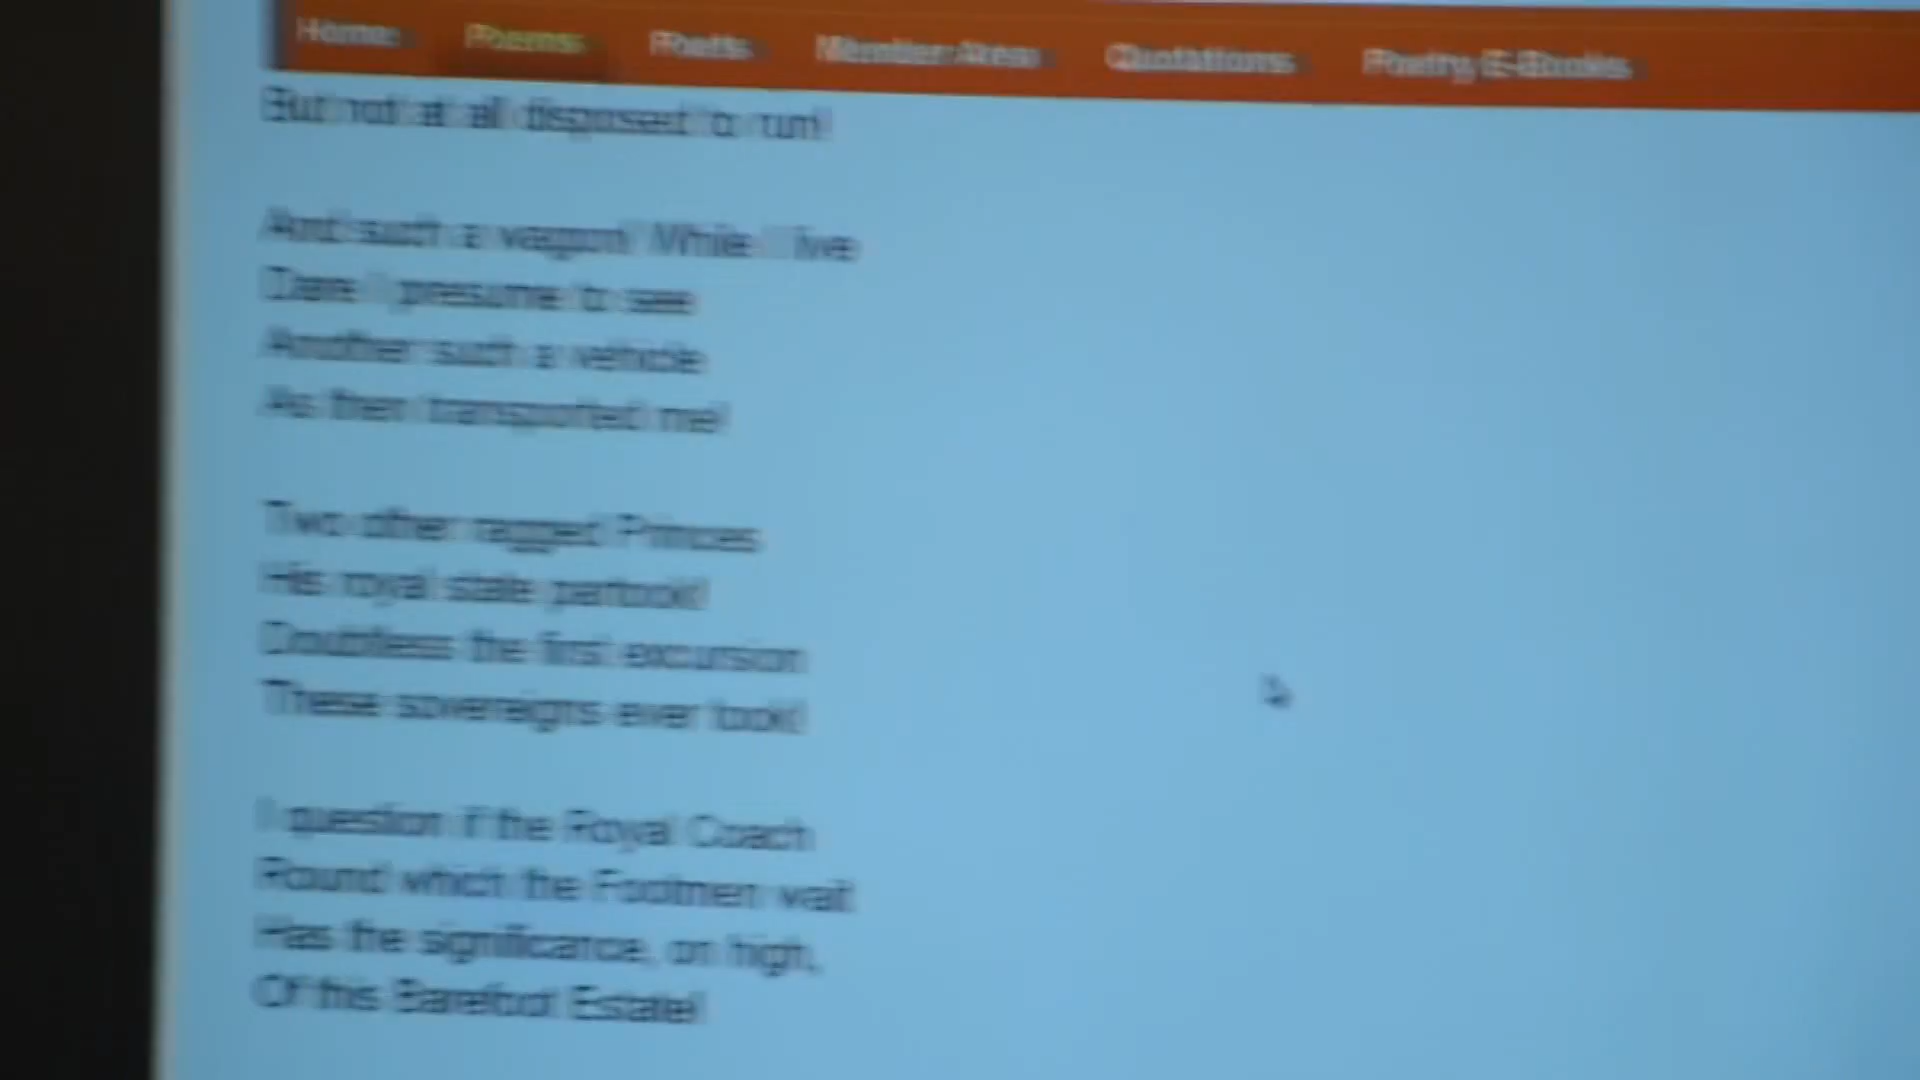 Home Poems Poets Member Area Quotations Poetry E-Books
But not at all disposed to run!
And such a wagon! While I live
Dare I presume to see
Another such a vehicle
As then transported me!
Two other ragged Princes
His royal state partook!
Doubtless the first excursion
These sovereigns ever took!
I question if the Royal Coach
Round which the Footmen wait
Has the significance, on high,
Of this Barefoot Estate!